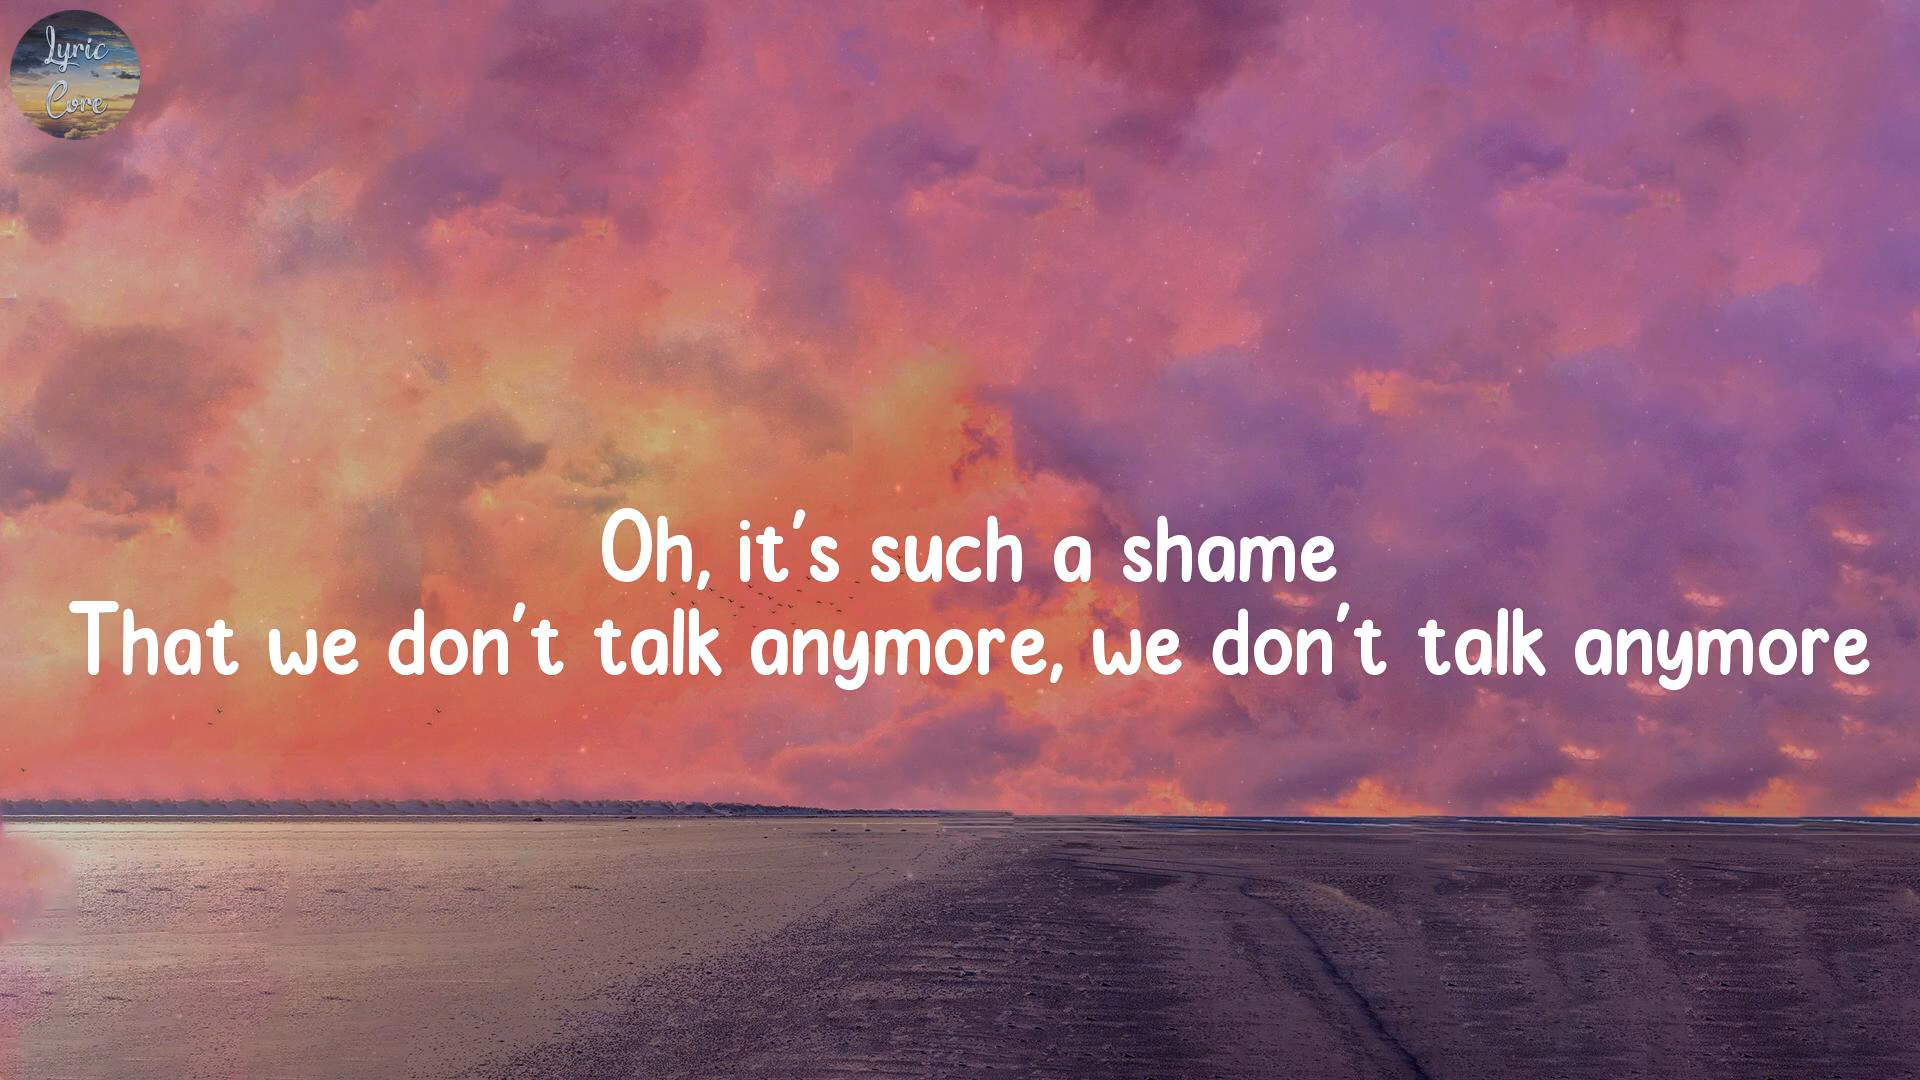 Lyric
Core
Oh, it's such a shame
That we don't talk anymore, we don't talk anymore